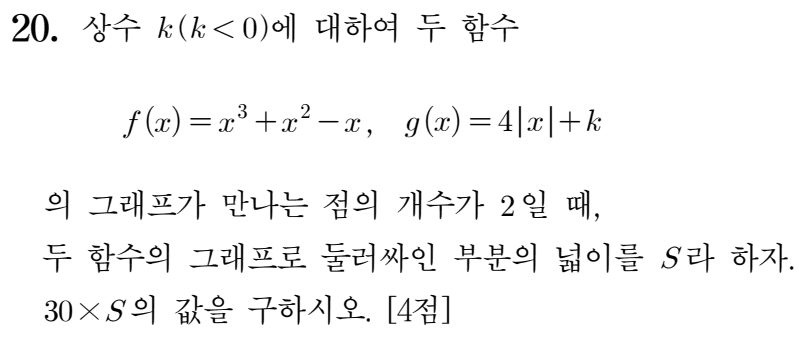 20. 상수 k(k<0)에 대하여 두 함수
f(x)=x³+x²-x, g(x)=4|x|+k
의 그래프가 만나는 점의 개수가 2일 때,
두 함수의 그래프로 둘러싸인 부분의 넓이를 S라 하자.
30×S의 값을 구하시오. [4점]